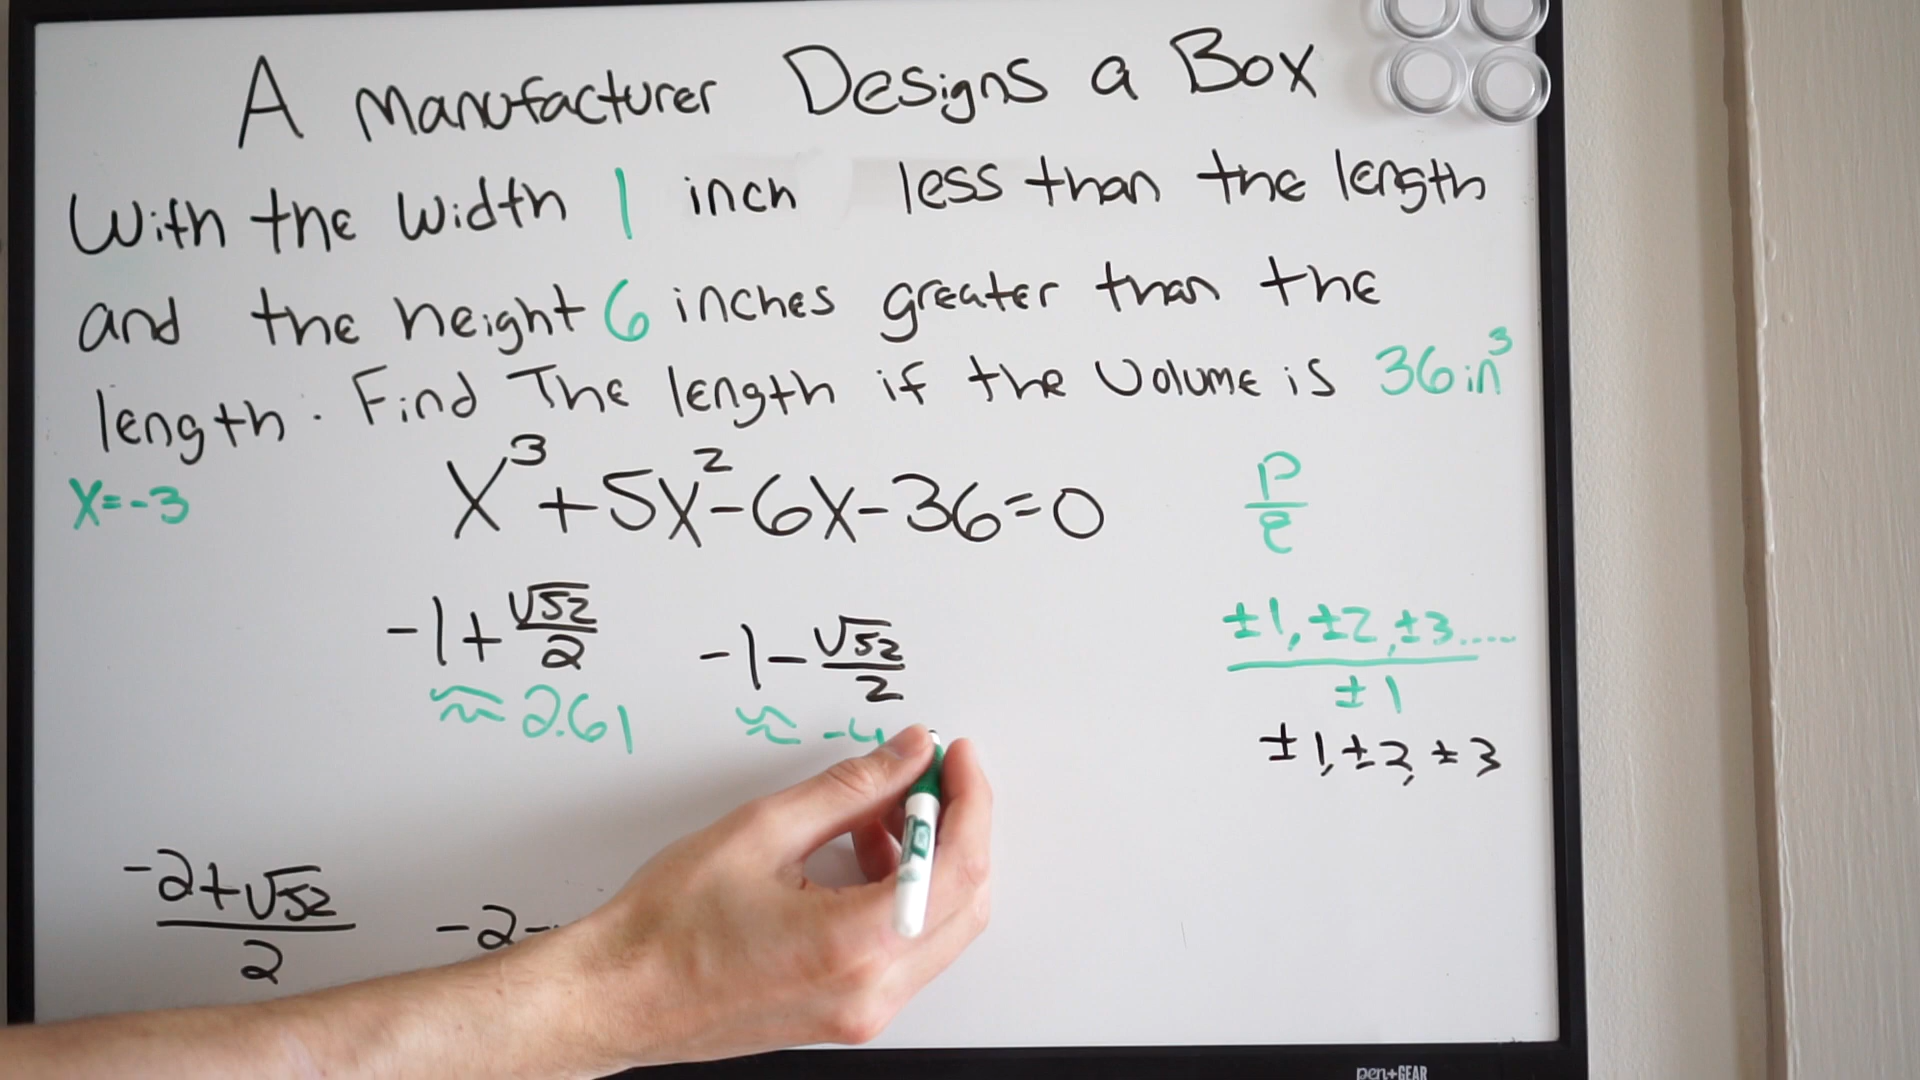 A Manufacturer Designs a Box
With the width 1 inch less than the length
and the height 6 inches greater than the
length. Find The length if the Volume is 36in³
x=-3
x³+5x²-6x-36=0
P/q
-1+√52/2
-1-√52/2
±1,±2,±3.....
≈2.61
≈-4
±1
±1,±2,±3
-2+√52/2
-2-
pen+GEAR